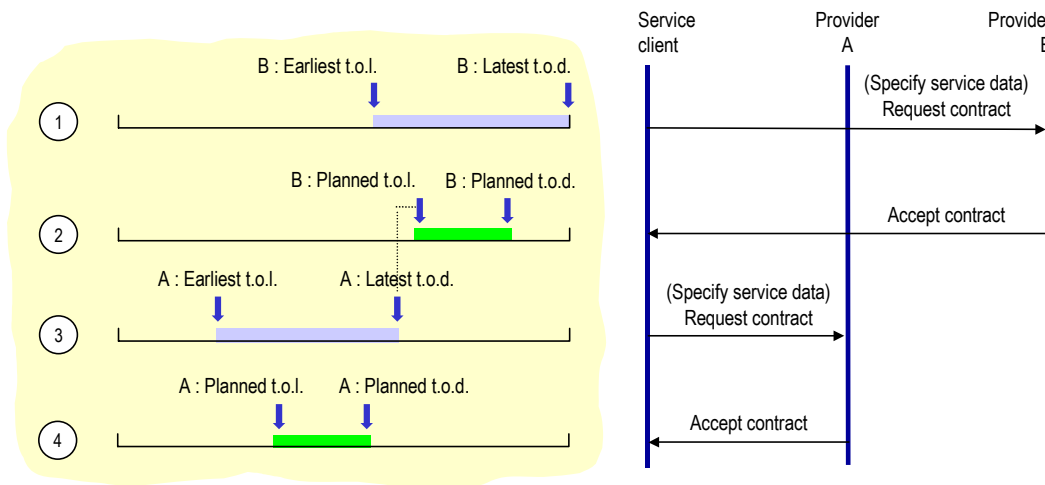 Service
client
Provider
A
Provide
B : Earliest t.o.l.
B : Latest t.o.d.
1
(Specify service data)
Request contract
B : Planned t.o.l.
B : Planned t.o.d.
2
Accept contract
A : Earliest t.o.l.
A : Latest t.o.d.
3
(Specify service data)
Request contract
A : Planned t.o.l.
A : Planned t.o.d.
4
Accept contract